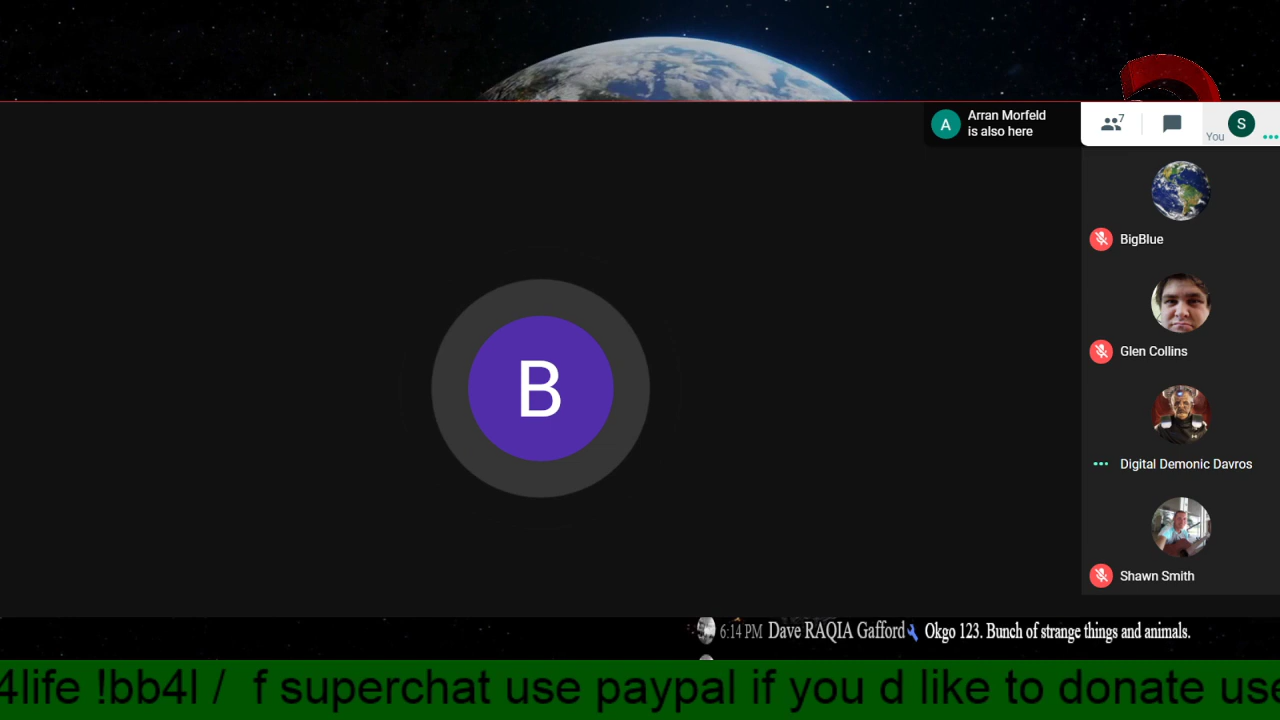 Arran Morfeld
is also here
7
You
S
A
BigBlue
Glen Collins
B
Digital Demonic Davros
Shawn Smith
6:14 PM Dave RAQIA Gafford Okgo 123. Bunch of strange things and animals.
4life !bb4l / f superchat use paypal if you d like to donate use